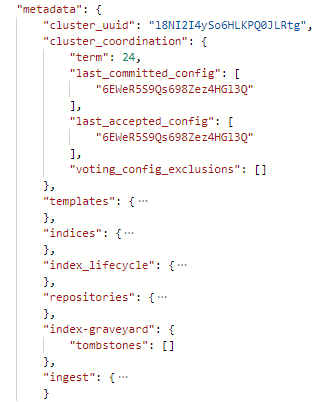 "metadata": {
"cluster_uuid": "l8NI2I4ySo6HLKPQ0JLRtg",
"cluster_coordination": {
"term": 24,
"last_committed_config": [
"6EWeR5S9Qs698Zez4HGl3Q"
],
"last_accepted_config": [
"6EWeR5S9Qs698Zez4HGl3Q"
],
"voting_config_exclusions": []
},
"templates": {···
},
"indices": {···
},
"index_lifecycle": {···
},
"repositories": {···
},
"index-graveyard": {
"tombstones": []
},
"ingest": {···
}